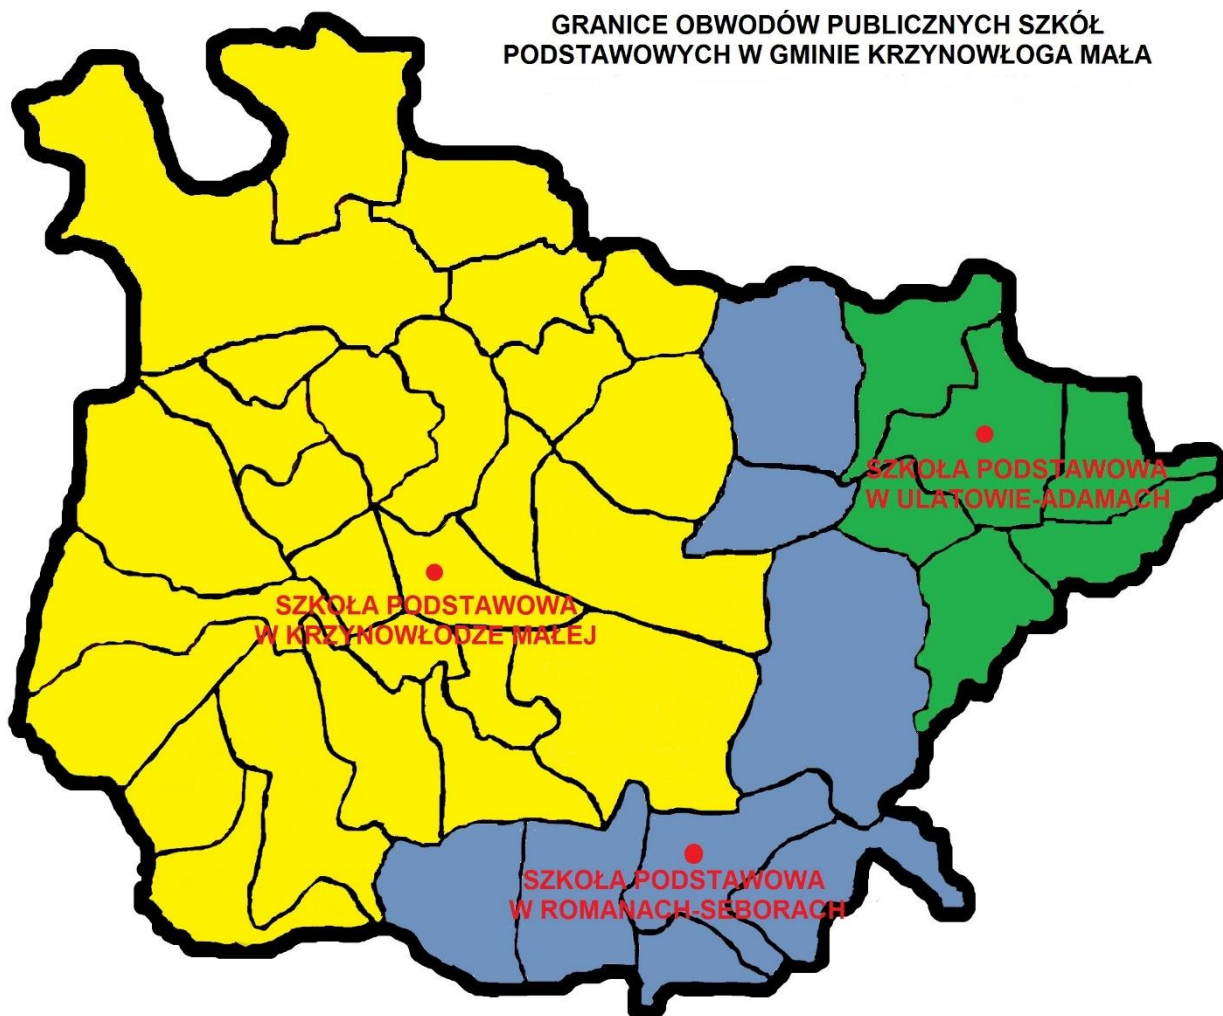 GRANICE OBWODÓW PUBLICZNYCH SZKÓŁ
PODSTAWOWYCH W GMINIE KRZYNOWŁOGA MAŁA
SZKOŁA PODSTAWOWA
W ULATOWIE-ADAMACH
SZKOŁA PODSTAWOWA
W KRZYNOWŁODZE MAŁEJ
SZKOŁA PODSTAWOWA
W ROMANACH-SEBORACH